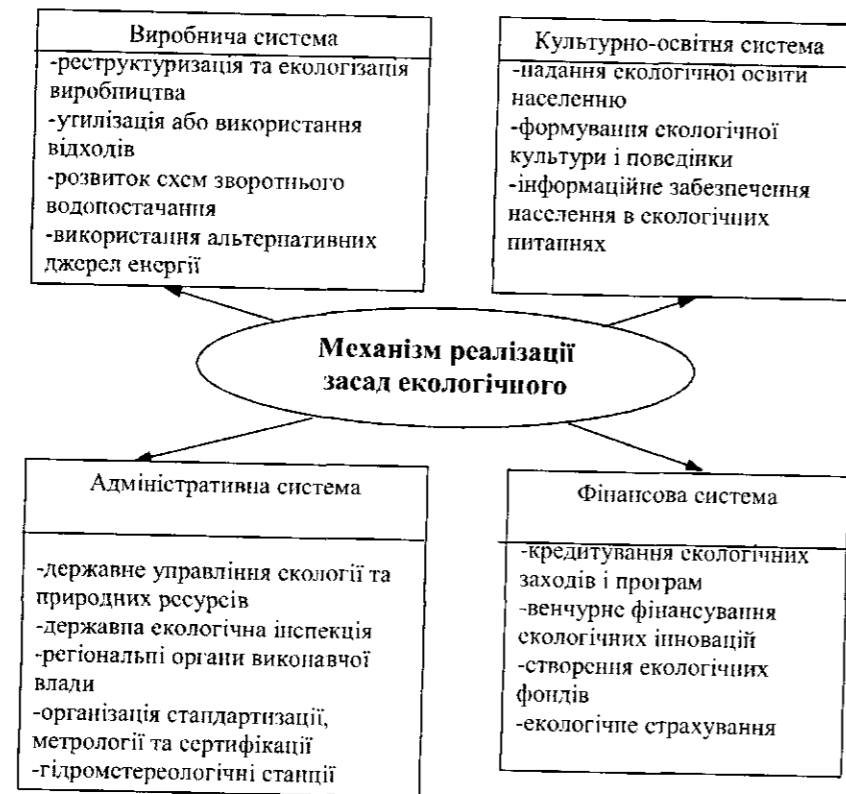 Виробнича система
-реструктуризація та екологізація
виробництва
-утилізація або використання
відходів
-розвиток схем зворотнього
водопостачання
-використання альтернативних
джерел енергії
Культурно-освітня система
-надання екологічної освіти
населенню
-формування екологічної
культури і поведінки
-інформаційне забезпечення
населення в екологічних
питаннях
Механізм реалізації
засад екологічного
Адміністративна система
-державне управління екології та
природних ресурсів
-державна екологічна інспекція
-регіональні органи виконавчої
влади
-організація стандартизації,
метрології та сертифікації
-гідрометереологічні станції
Фінансова система
-кредитування екологічних
заходів і програм
-венчурне фінансування
екологічних інновацій
-створення екологічних
фондів
-екологічне страхування